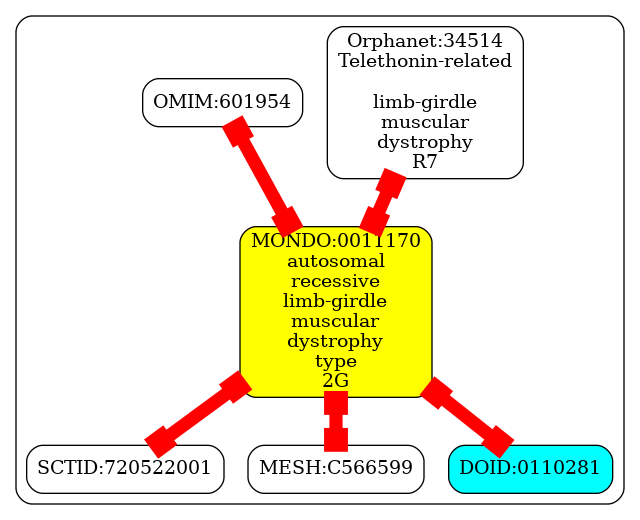 Orphanet:34514
Telethonin-related
limb-girdle
muscular
dystrophy
R7
OMIM:601954
MONDO:0011170
autosomal
recessive
limb-girdle
muscular
dystrophy
type
2G
SCTID:720522001
MESH:C566599
DOID:0110281